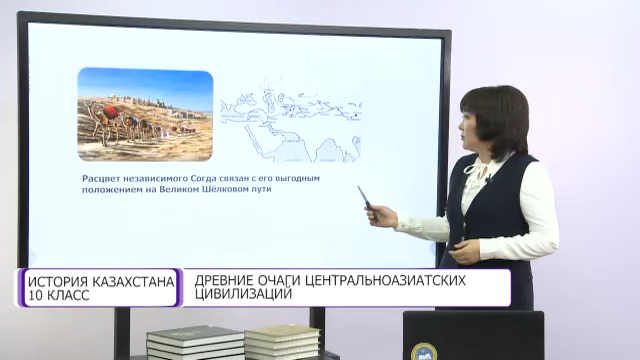 Расцвет независимого Согда связан с его выгодным
положением на Великом Шёлковом пути
ИСТОРИЯ КАЗАХСТАНА
10 КЛАСС
ДРЕВНИЕ ОЧАГИ ЦЕНТРАЛЬНОАЗИАТСКИХ
ЦИВИЛИЗАЦИЙ